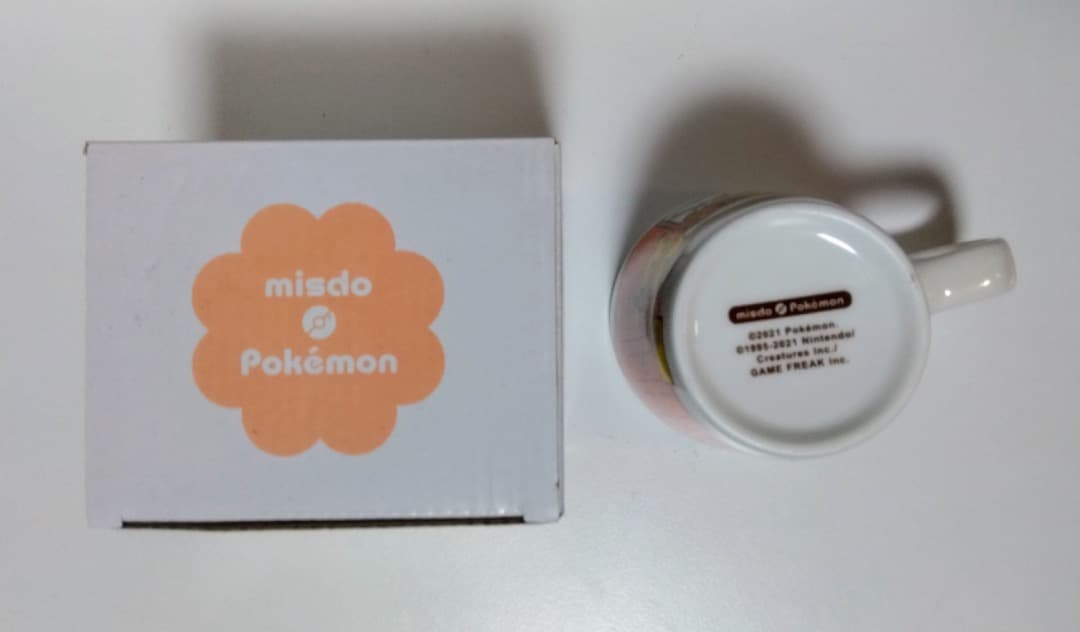 misdo
Pokémon
misdo Pokémon
©2021 Pokémon.
©1995-2021 Nintendo/
Creatures Inc./
GAME FREAK inc.